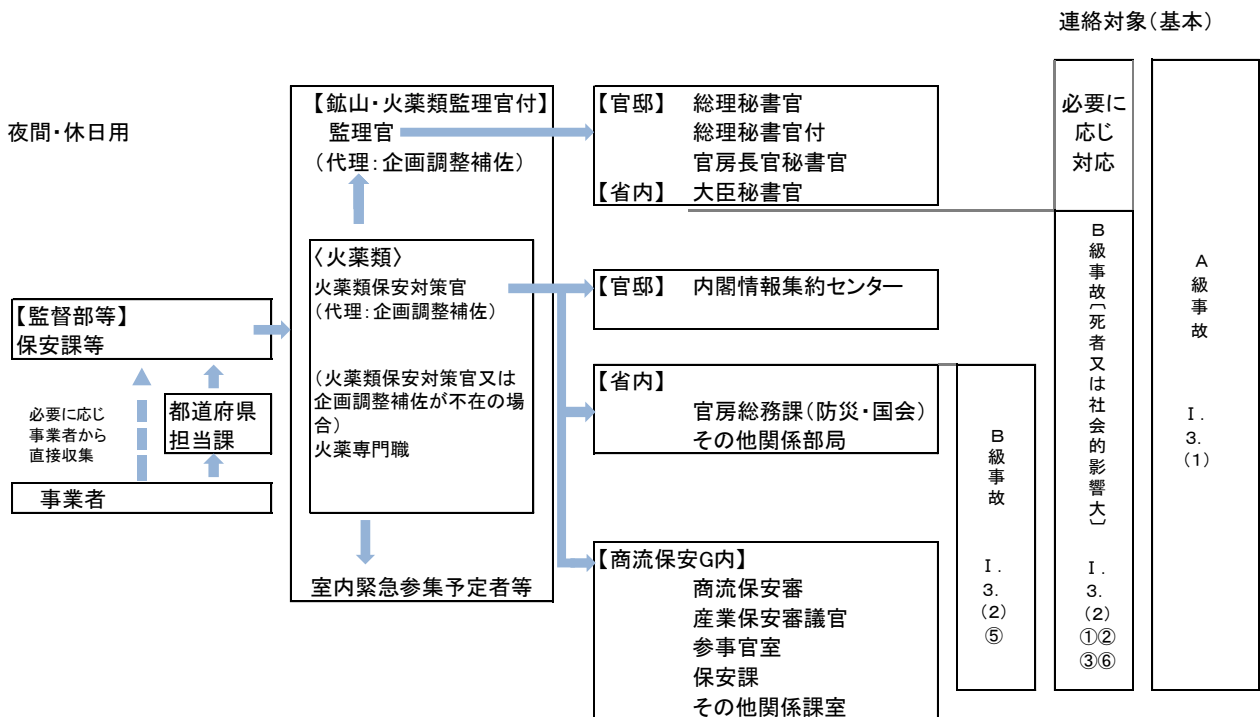 連絡対象（基本）
夜間・休日用
【監督部等】
保安課等
必要に応じ
事業者から
直接収集
都道府県
担当課
事業者
【鉱山・火薬類監理官付】
監理官
（代理：企画調整補佐）
〈火薬類〉
火薬類保安対策官
（代理：企画調整補佐）
（火薬類保安対策官又は
企画調整補佐が不在の場
合）
火薬専門職
室内緊急参集予定者等
【官邸】 総理秘書官
総理秘書官付
官房長官秘書官
【省内】 大臣秘書官
【官邸】 内閣情報集約センター
【省内】
官房総務課（防災・国会）
その他関係部局
【商流保安G内】
商流保安審
産業保安審議官
参事官室
保安課
その他関係課室
B級事故
Ⅰ．
3．
（2）
⑤
必要に
応じ
対応
B級事故〔死者又は社会的影響大〕
Ⅰ．
3．
（2）
①②
③⑥
A級事故
Ⅰ．
3．
（1）